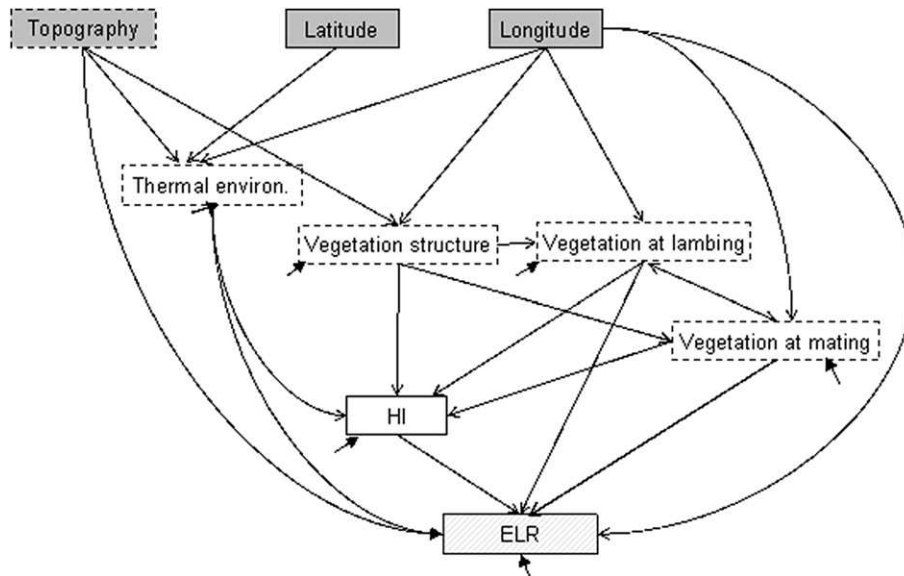 Topography
Latitude
Longitude
Thermal environ.
Vegetation structure
Vegetation at lambing
Vegetation at mating
HI
ELR